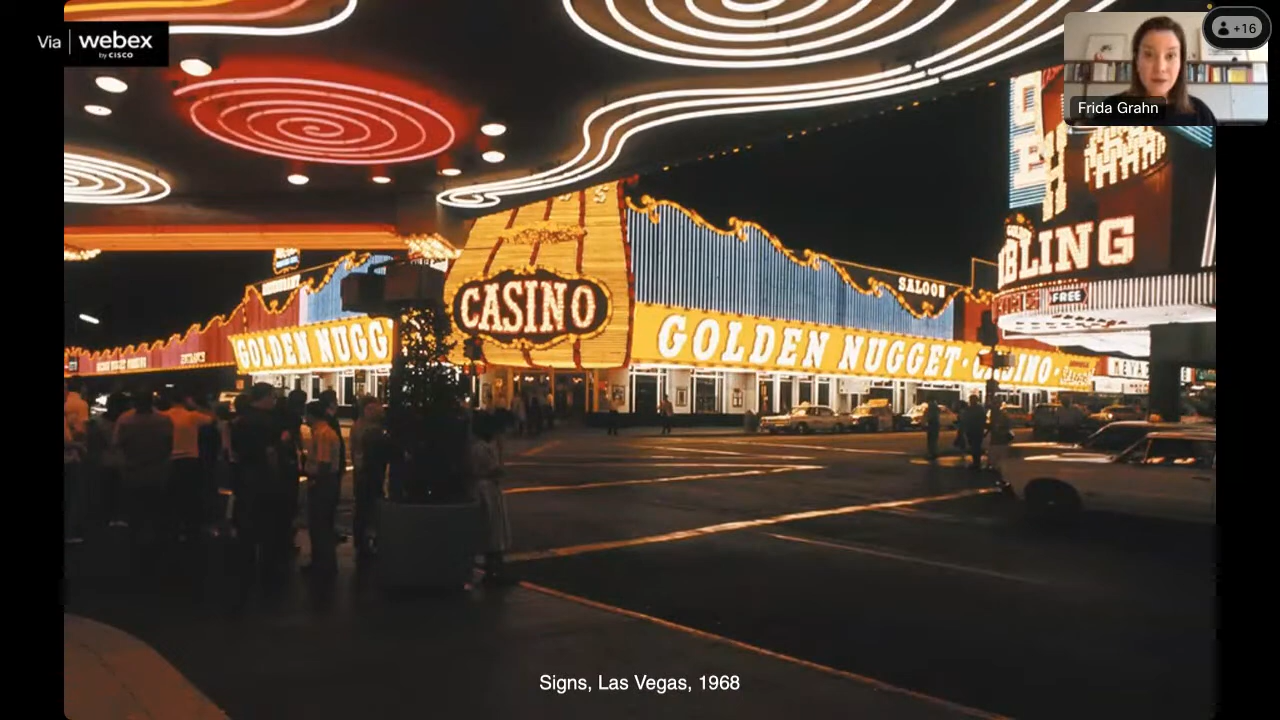 Via webex
by CISCO
+16
Frida Grahn
BLING
SALOON
FREE
CASINO
GOLDEN NUGG
GOLDEN NUGGET · CASINO ·
Signs, Las Vegas, 1968